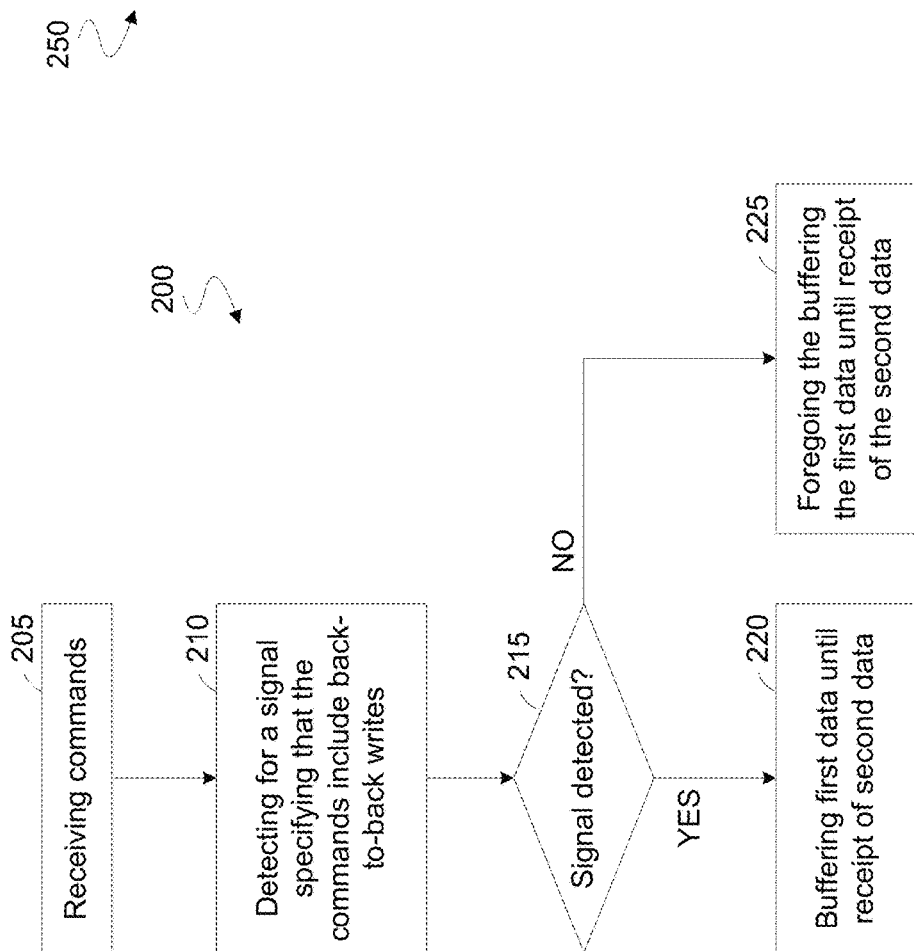 250
200
205
Receiving commands
210
Detecting for a signal
specifying that the
commands include back-
to-back writes
215
Signal detected?
NO
YES
220
Buffering first data until
receipt of second data
225
Foregoing the buffering
the first data until receipt
of the second data